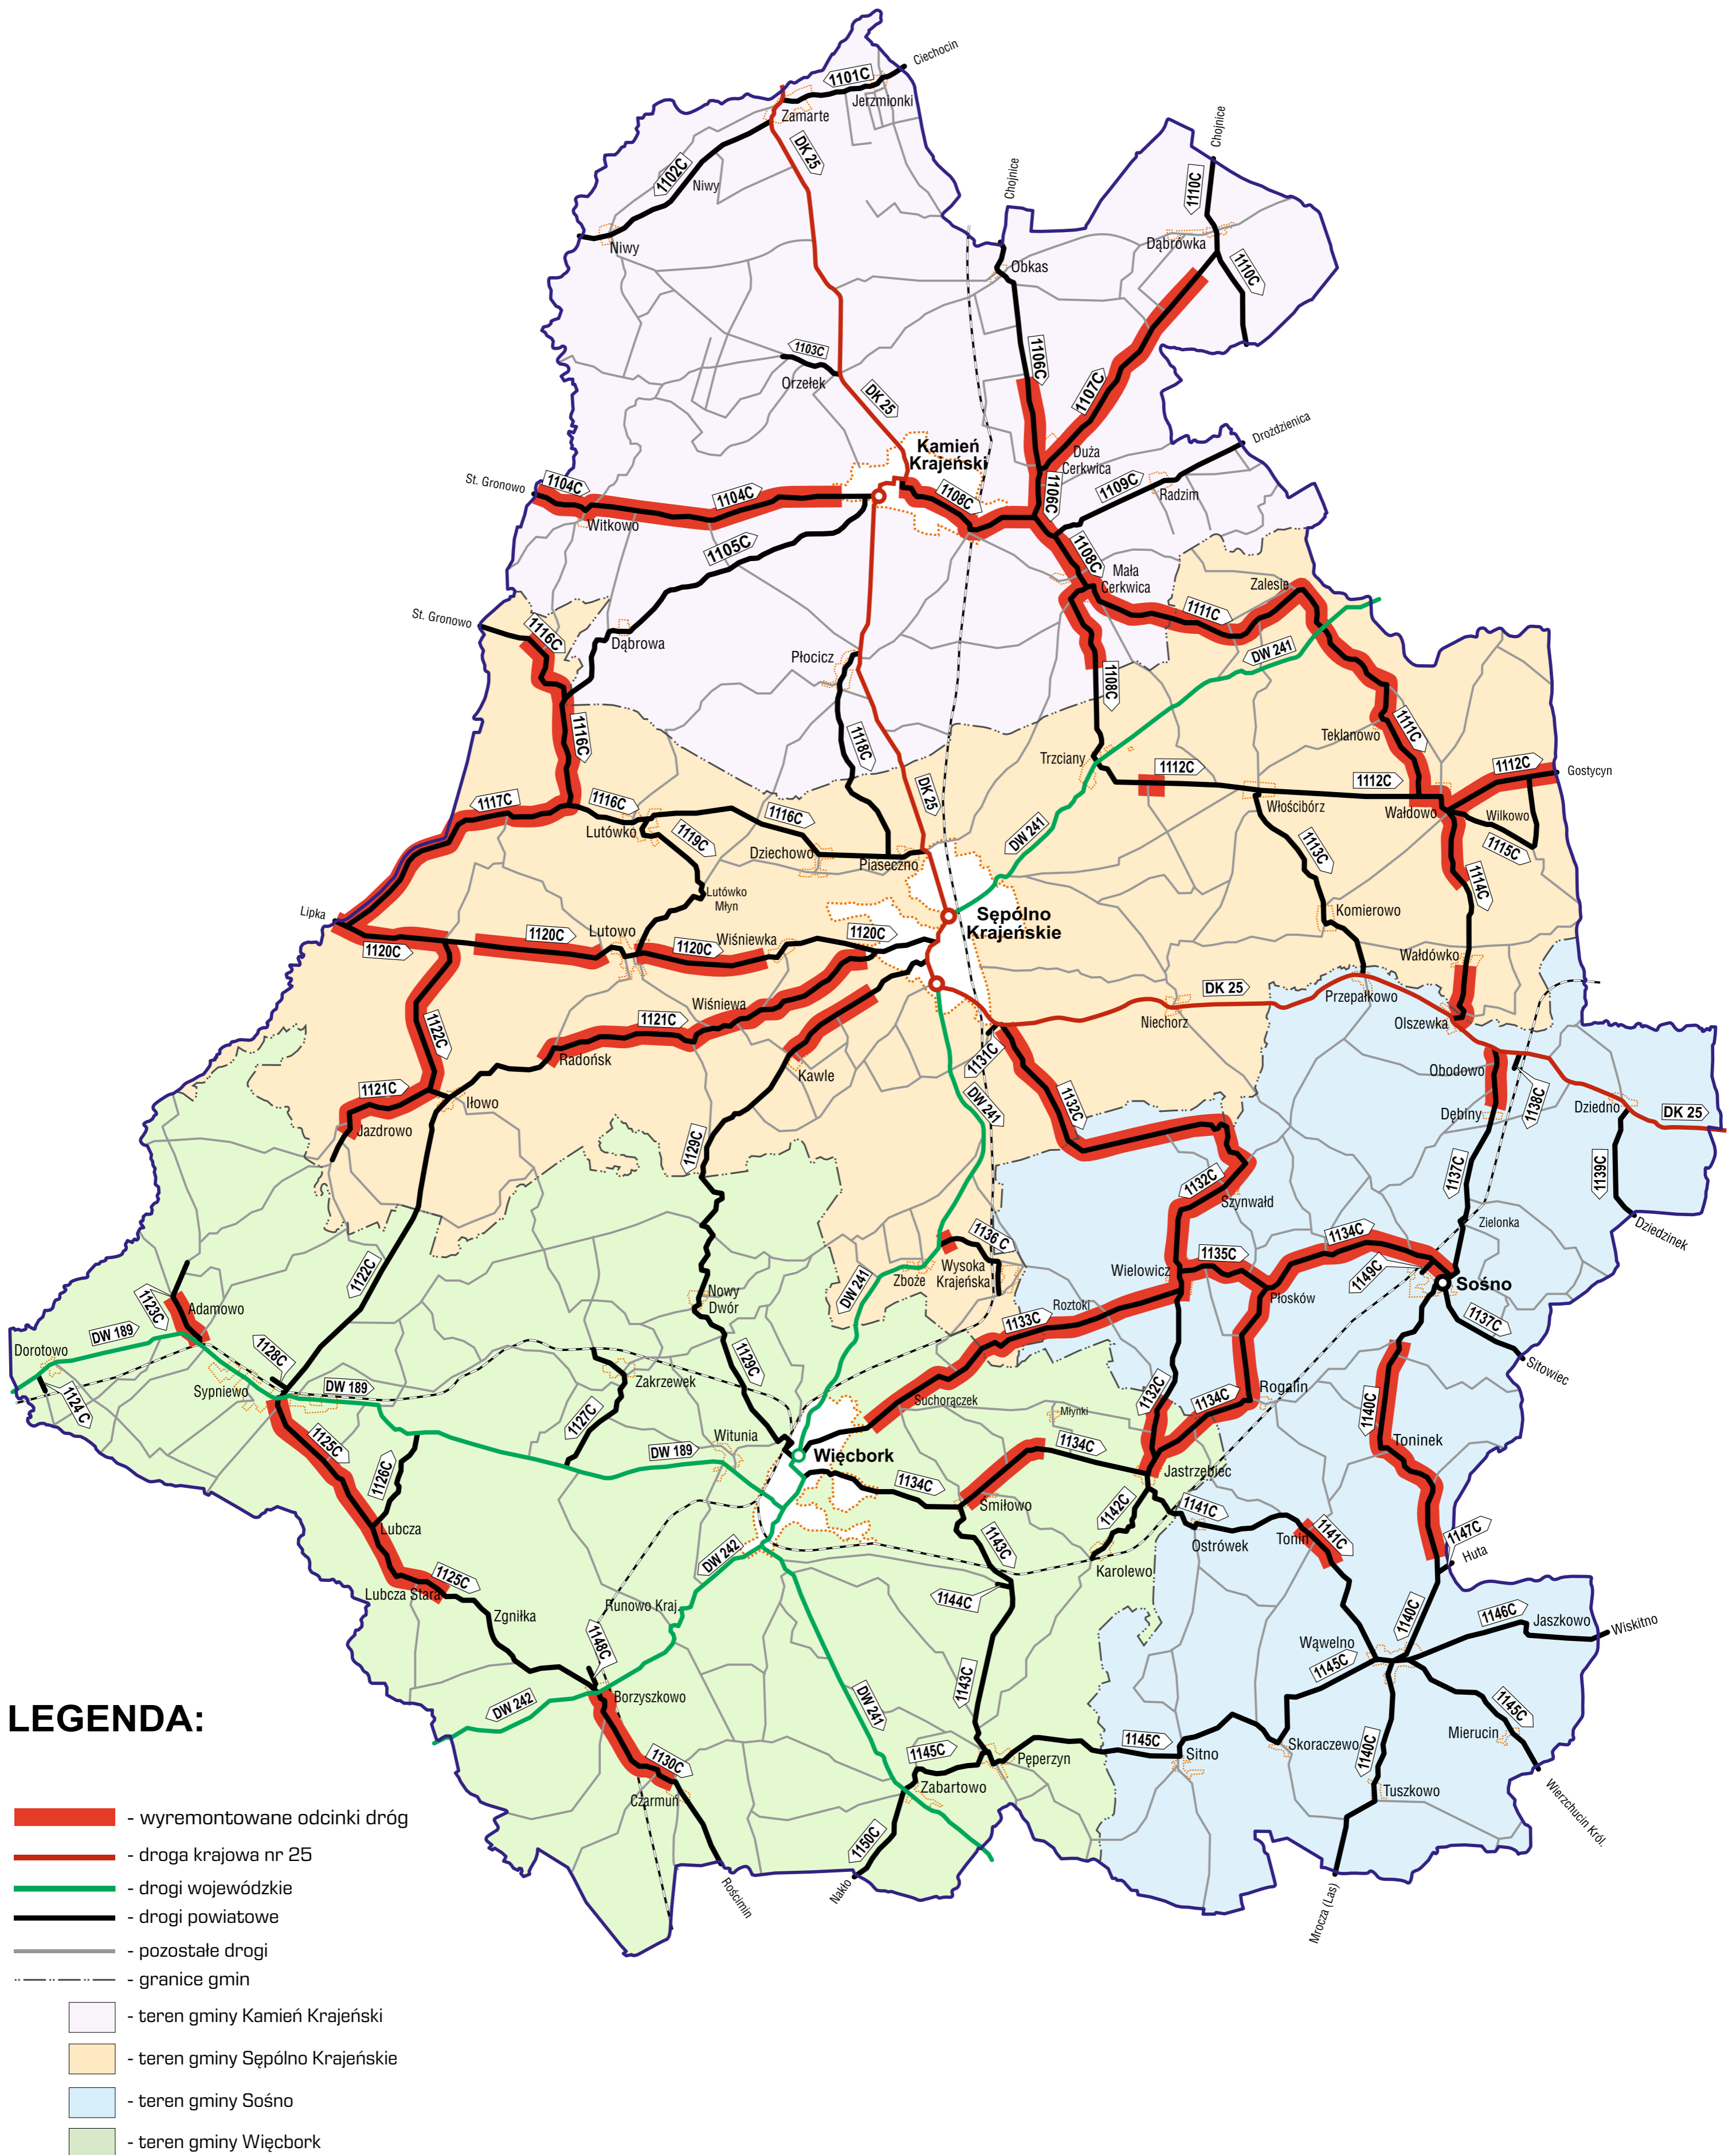 Ciechocin
1101C
Jerzmionki
Zamarte
DK 25
1102C
Niwy
Niwy
Chojnice
Chojnice
1110C
Dąbrówka
1110C
Obkas
1103C
Orzełek
DK 25
1106C
1107C
Kamień
Krajeński
Duża
Cerkwica
Drożdzienica
St. Gronowo
1104C
1104C
1108C
1106C
1109C
Radzim
Witkowo
1105C
1108C
Mała
Cerkwica
Zalesie
St. Gronowo
1116C
Dąbrowa
1111C
Płocicz
DW 241
1108C
1116C
1118C
Teklanowo
1111C
Trzciany
1112C
1112C
1112C
Gostycyn
DK 25
1117C
1116C
Lutówko
1116C
1119C
Dziechowo
Piaseczno
DW 241
Włościbórz
Wałdowo
Wilkowo
1113C
1115C
Lutówko
Młyn
1114C
Lipka
Sępólno
Krajeńskie
Komierowo
1120C
1120C
Lutowo
1120C
Wiśniewka
1120C
Wałdówko
Wiśniewa
DK 25
Przepałkowo
1121C
Niechorz
Olszewka
1122C
Radońsk
1131C
Kawle
Obodowo
1121C
Iłowo
DW 241
1132C
Dębiny
1138C
Dziedno
DK 25
Jazdrowo
1129C
1137C
1139C
1132C
Szynwałd
Dziedzinek
Zielonka
1136 C
1134C
1122C
Wysoka
Krajeńska
Zboże
1135C
Wielowicz
1149C
Sośno
1123C
Adamowo
Nowy
Dwór
DW 241
Roztoki
1133C
Płosków
1137C
Sitowiec
DW 189
Dorotowo
1128C
1129C
Sypniewo
DW 189
1124 C
Zakrzewek
Suchorączek
Rogalin
1132C
1134C
1127C
Młynki
1140C
Witunia
1125C
DW 189
Więcbork
1134C
Toninek
1126C
1134C
Jastrzębiec
Śmiłowo
1142C
1141C
Lubcza
Ostrówek
Tonin
1141C
1147C
Huta
1143C
DW 242
Karolewo
1125C
Lubcza Stara
1144C
Zgniłka
Runowo Kraj.
1140C
1146C
Jaszkowo
Wiskitno
1148C
Wąwelno
1145C
1143C
Borzyszkowo
DW 242
DW 241
1145C
Mierucin
1130C
1145C
Pęperzyn
1145C
Sitno
Skoraczewo
1140C
Zabartowo
Tuszkowo
Czarmuń
Wierzchucin Król.
1150C
Nakło
Rościmin
Mrocza (Las)
LEGENDA:
- wyremontowane odcinki dróg
- droga krajowa nr 25
- drogi wojewódzkie
- drogi powiatowe
- pozostałe drogi
- granice gmin
- teren gminy Kamień Krajeński
- teren gminy Sępólno Krajeńskie
- teren gminy Sośno
- teren gminy Więcbork